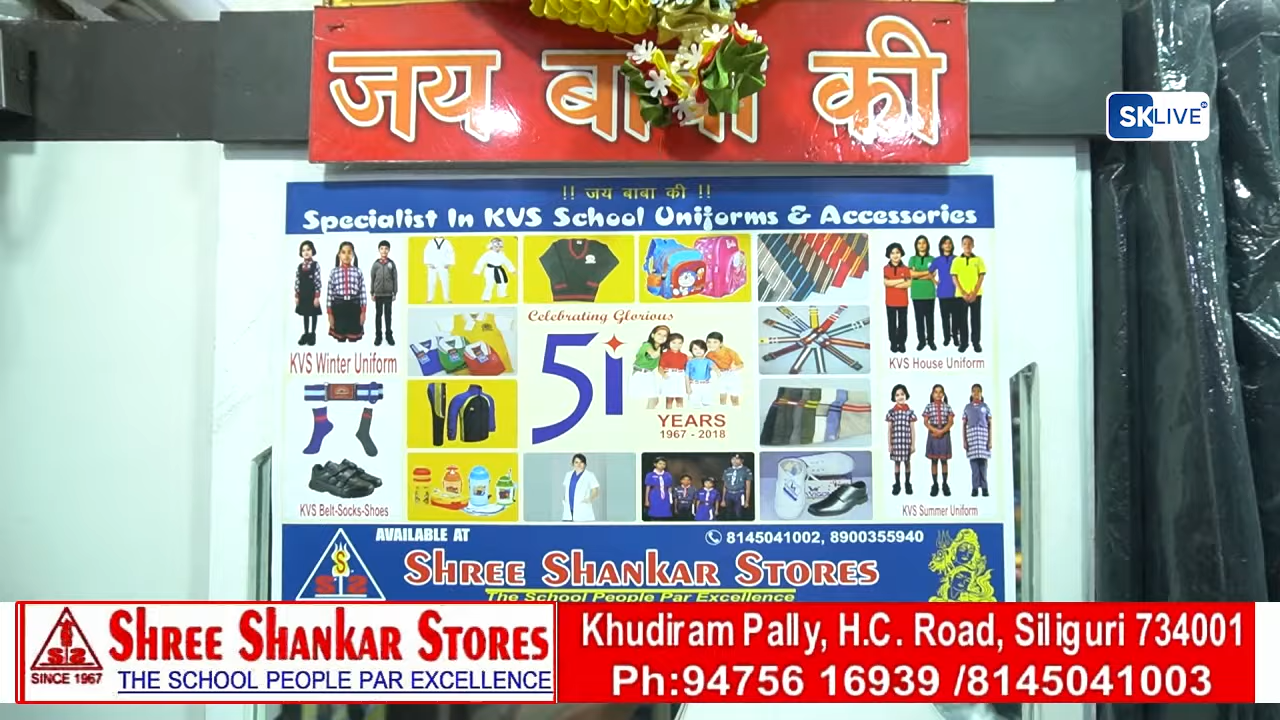 जय बाबा की
SKLIVE
!! जय बाबा की !!
Specialist In KVS School Uniforms & Accessories
KVS Winter Uniform
Celebrating Glorious
51
YEARS
1967 - 2018
KVS House Uniform
KVS Belt-Socks-Shoes
KVS Summer Uniform
AVAILABLE AT
8145041002, 8900355940
SHREE SHANKAR STORES
The School People Par Excellence
SINCE 1967
SHREE SHANKAR STORES
THE SCHOOL PEOPLE PAR EXCELLENCE
Khudiram Pally, H.C. Road, Siliguri 734001
Ph:94756 16939 /8145041003